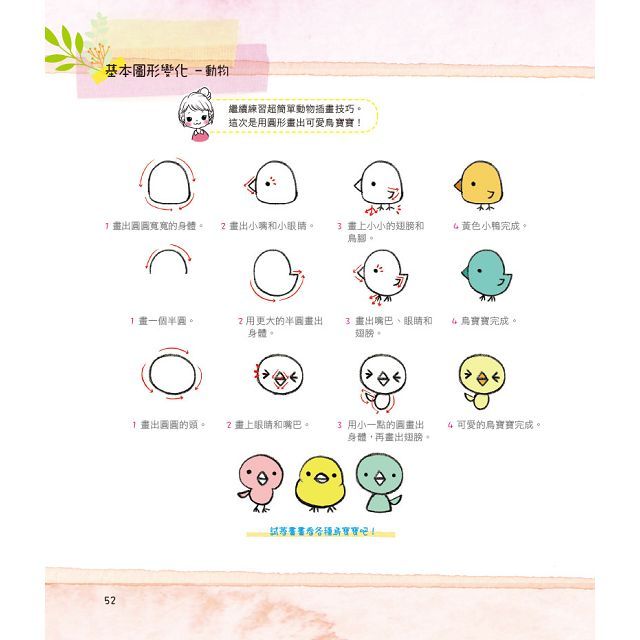 基本圖形變化 – 動物
繼續練習超簡單動物插畫技巧。
這次是用圓形畫出可愛鳥寶寶！
1 畫出圓圓寬寬的身體。
2 畫出小嘴和小眼睛。
3 畫上小小的翅膀和
鳥腳。
4 黃色小鴨完成。
1 畫一個半圓。
2 用更大的半圓畫出
身體。
3 畫出嘴巴、眼睛和
翅膀。
4 鳥寶寶完成。
1 畫出圓圓的頭。
2 畫上眼睛和嘴巴。
3 用小一點的圓畫出
身體，再畫出翅膀。
4 可愛的鳥寶寶完成。
試著畫畫看各種鳥寶寶吧！
52